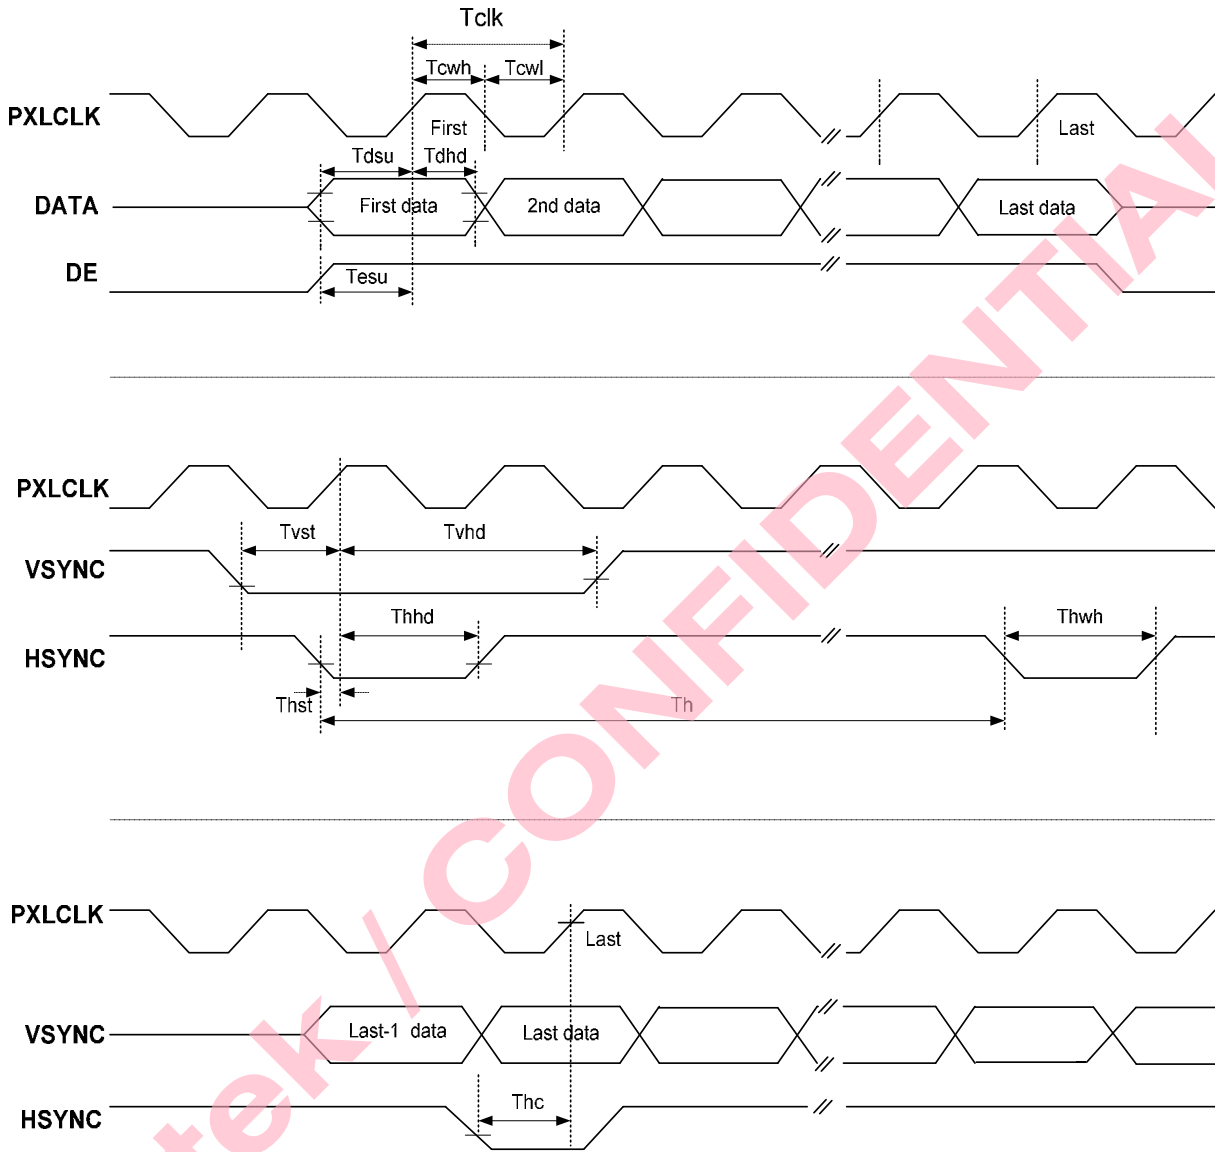 Tclk
Tcwh Tcwl
PXLCLK
First Last
Tdsu Tdhd
DATA First data 2nd data Last data
DE
Tesu
PXLCLK
Tvst Tvhd
VSYNC
Thhd Thwh
HSYNC
Thst Th
PXLCLK
Last
VSYNC Last-1 data Last data
Thc
HSYNC
tek / CONFIDENTIAL